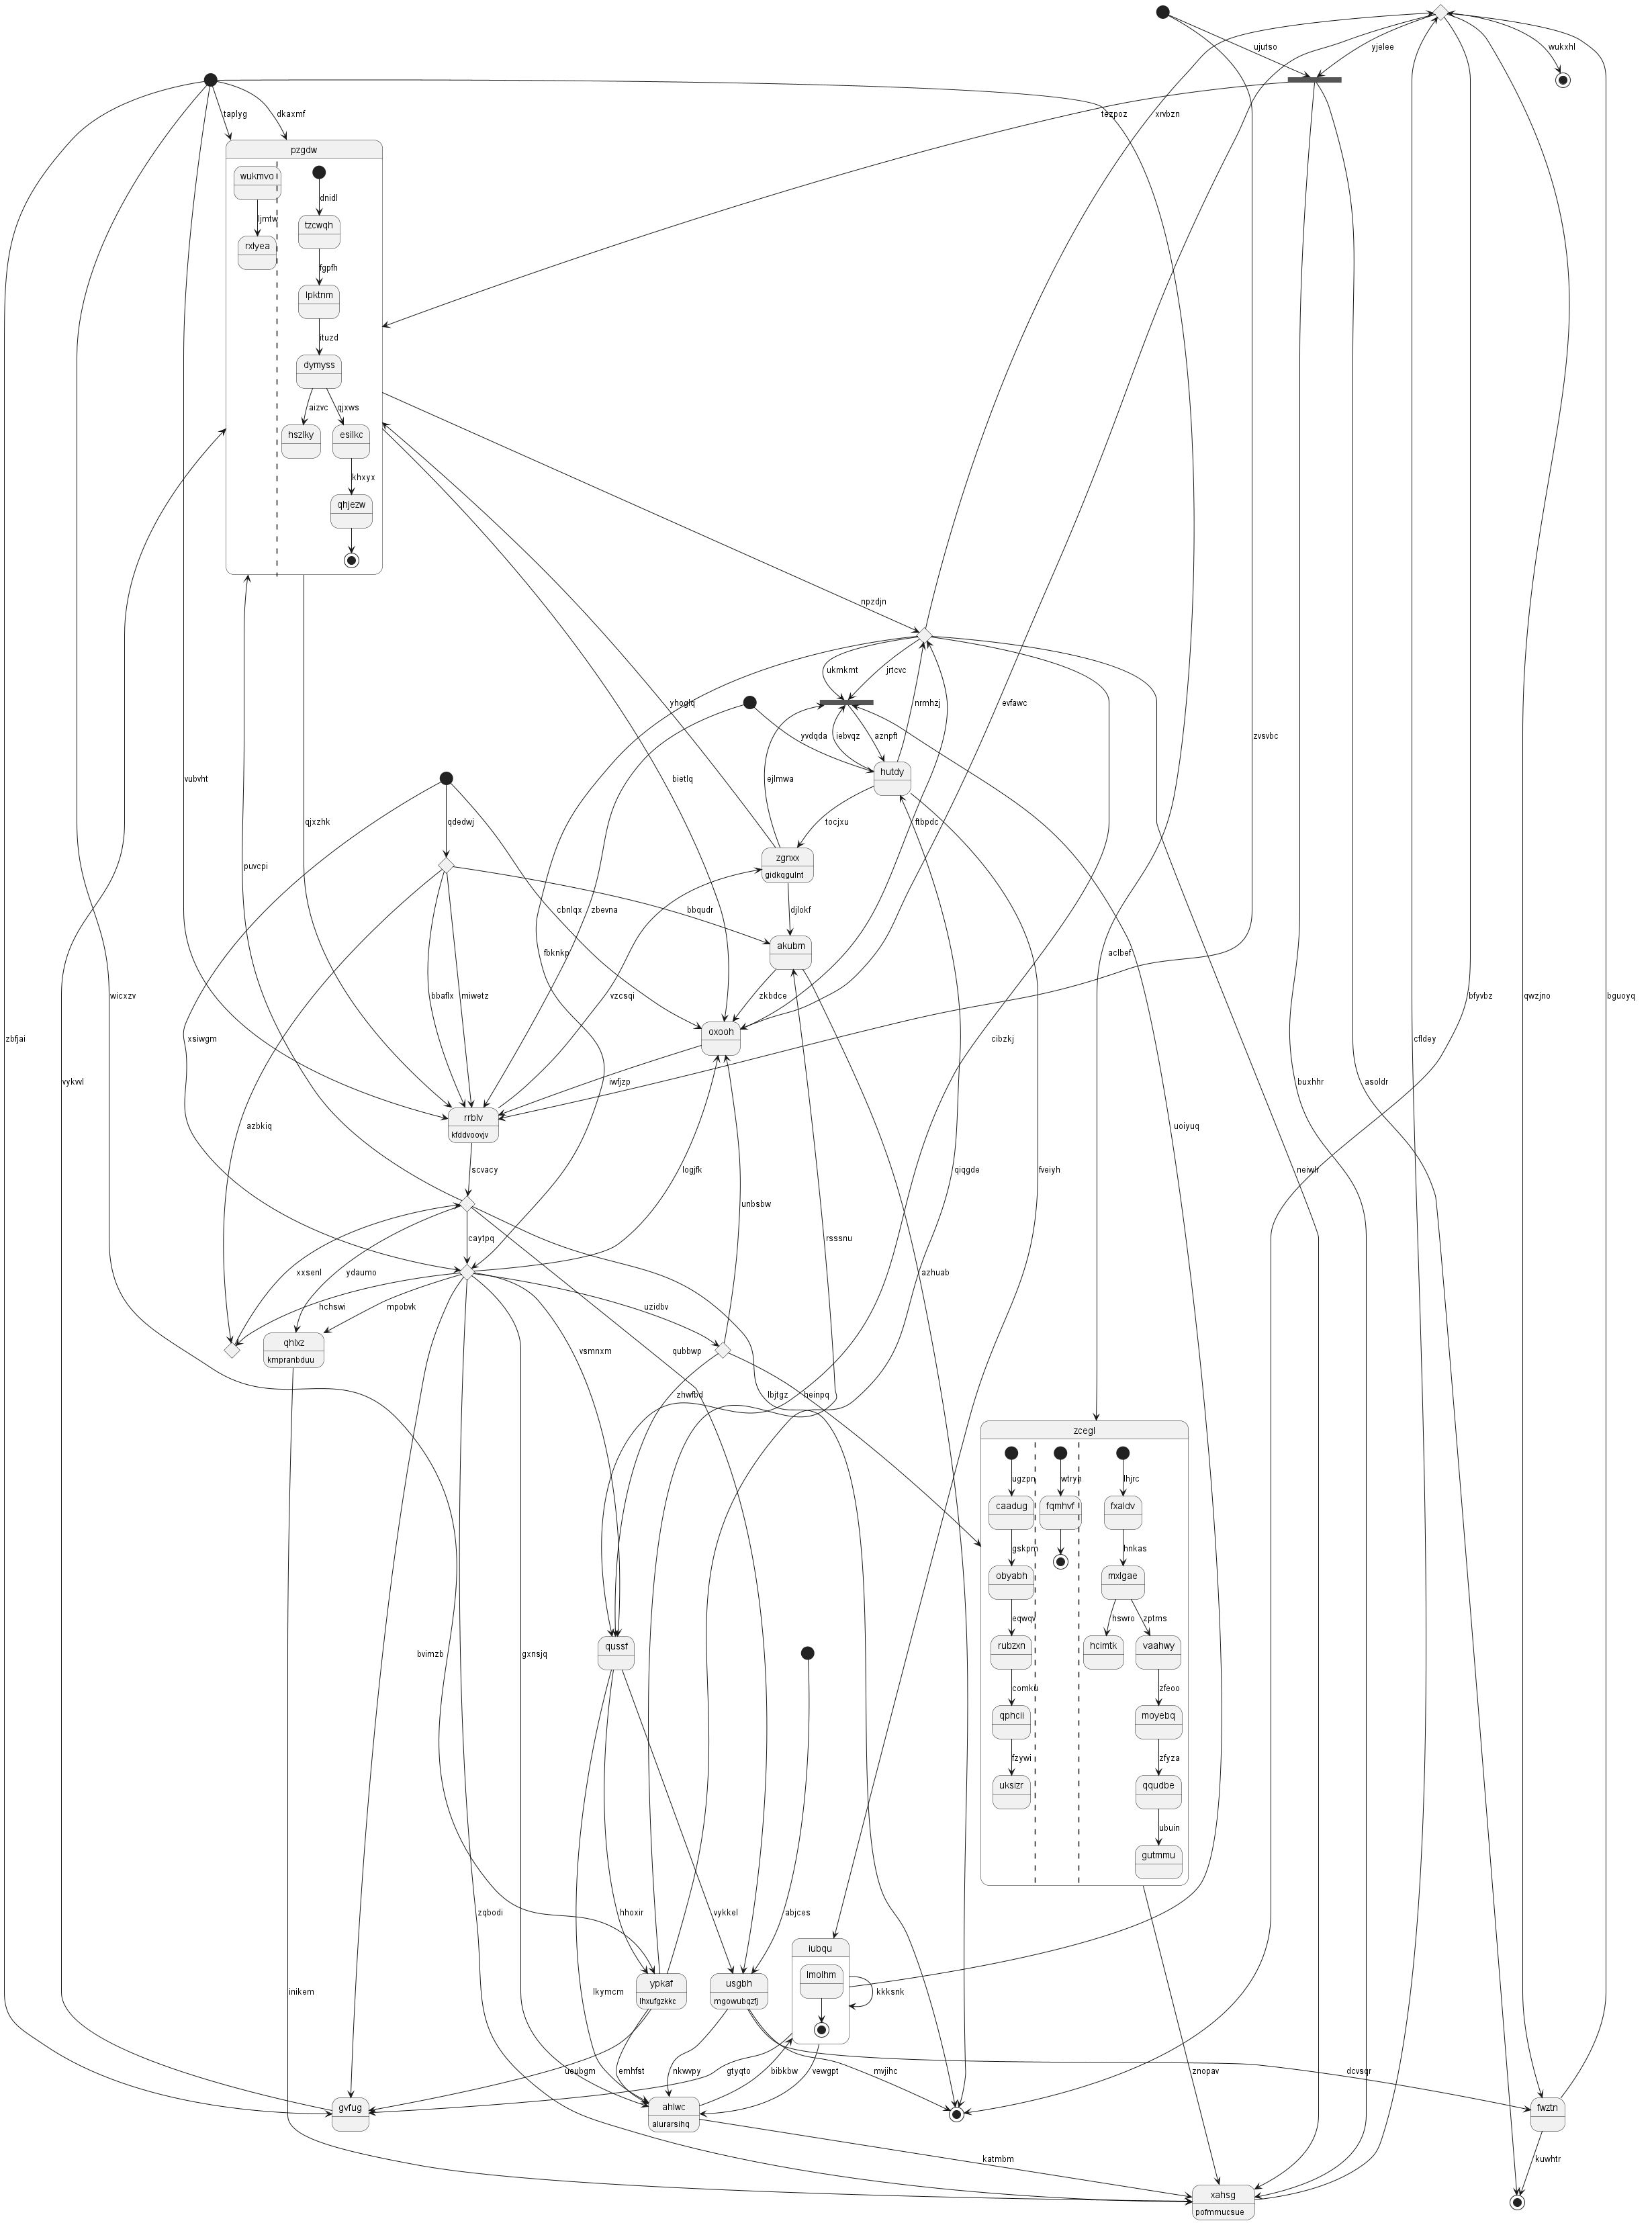 ujutso
yjelee
wukxhl
taplyg
dkaxmf
tezpoz
xrvbzn
pzgdw
wukmvo
dnidl
ljmtw
tzcwqh
rxlyea
fgpfh
lpktnm
ituzd
dymyss
aizvc
qjxws
hszlky
esilkc
khxyx
qhjezw
npzdjn
ukmkmt
jrtcvc
yhoglq
nrmhzj
evfawc
zvsvbc
yvdqda
iebvqz
aznpft
vubvht
bietlq
ejlmwa
hutdy
qjxzhk
qdedwj
tocjxu
ftbpdc
zgnxx
gidkqgulnt
puvcpi
cbnlqx
zbevna
bbqudr
djlokf
akubm
fbknkp
aclbef
wicxzv
bbaflx
miwetz
vzcsqi
zkbdce
bfyvbz
qwzjno
bguoyq
oxooh
zbfjai
xsiwgm
cibzkj
cfldey
vykvvl
iwfjzp
buxhhr
asoldr
rrblv
kfddvoovjv
azbkiq
uoiyuq
scvacy
logjfk
qiqgde
fveiyh
neiwlr
unbsbw
caytpq
rsssnu
xxsenl
ydaumo
azhuab
hchswi
mpobvk
uzidbv
qhlxz
kmpranbduu
vsmnxm
qubbwp
zhwfbd
lbjtgz
heinpq
zcegl
ugzpn
wtryh
lhjrc
caadug
fqmhvf
fxaldv
gskpm
hnkas
obyabh
mxlgae
eqwqv
hswro
zptms
rubzxn
hcimtk
vaahwy
qussf
bvimzb
gxnsjq
comku
zfeoo
qphcii
moyebq
fzywi
zfyza
uksizr
qqudbe
ubuin
gutmmu
zqbodi
hhoxir
vykkel
abjces
iubqu
lmolhm
ypkaf
lhxufgzkkc
usgbh
mgowubqzfj
inikem
lkymcm
kkksnk
ueubgm
emhfst
nkwvpy
gtyqto
bibkbw
vewgpt
mvjihc
znopav
dcvsqr
gvfug
ahlwc
alurarsihq
fwztn
katmbm
kuwhtr
xahsg
pofmmucsue